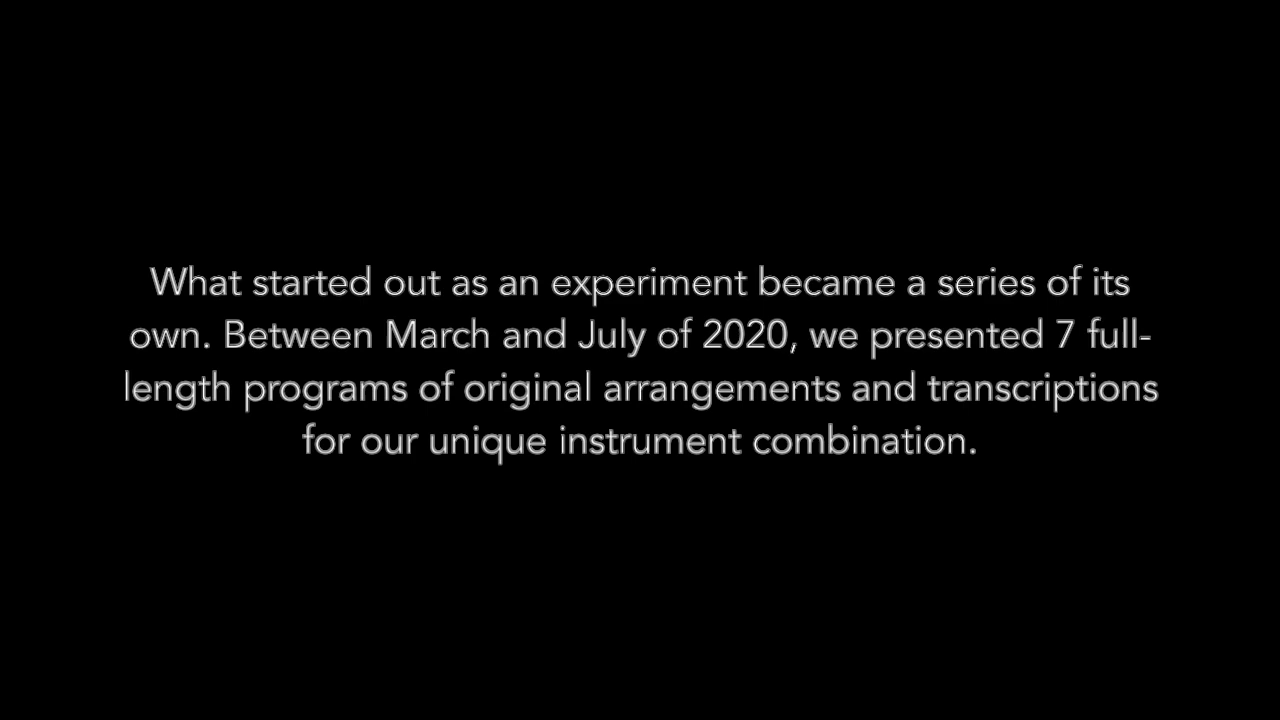 What started out as an experiment became a series of its
own. Between March and July of 2020, we presented 7 full-
length programs of original arrangements and transcriptions
for our unique instrument combination.